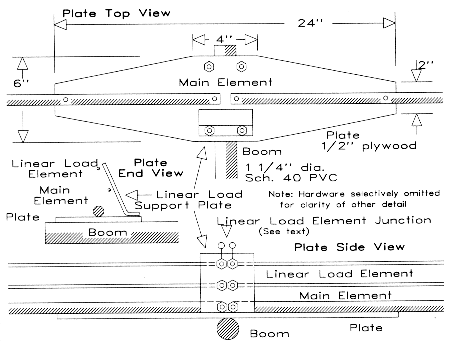 Plate Top View
24"
4"
6"
2"
Main Element
Plate
1/2" plywood
Boom
1 1/4" dia.
Sch. 40 PVC
Linear Load
Element
Plate
End View
Main
Element
Linear Load
Support Plate
Plate
Boom
Note: Hardware selectively omitted
for clarity of other detail
Linear Load Element Junction
(See text)
Plate Side View
Linear Load Element
Main Element
Plate
Boom